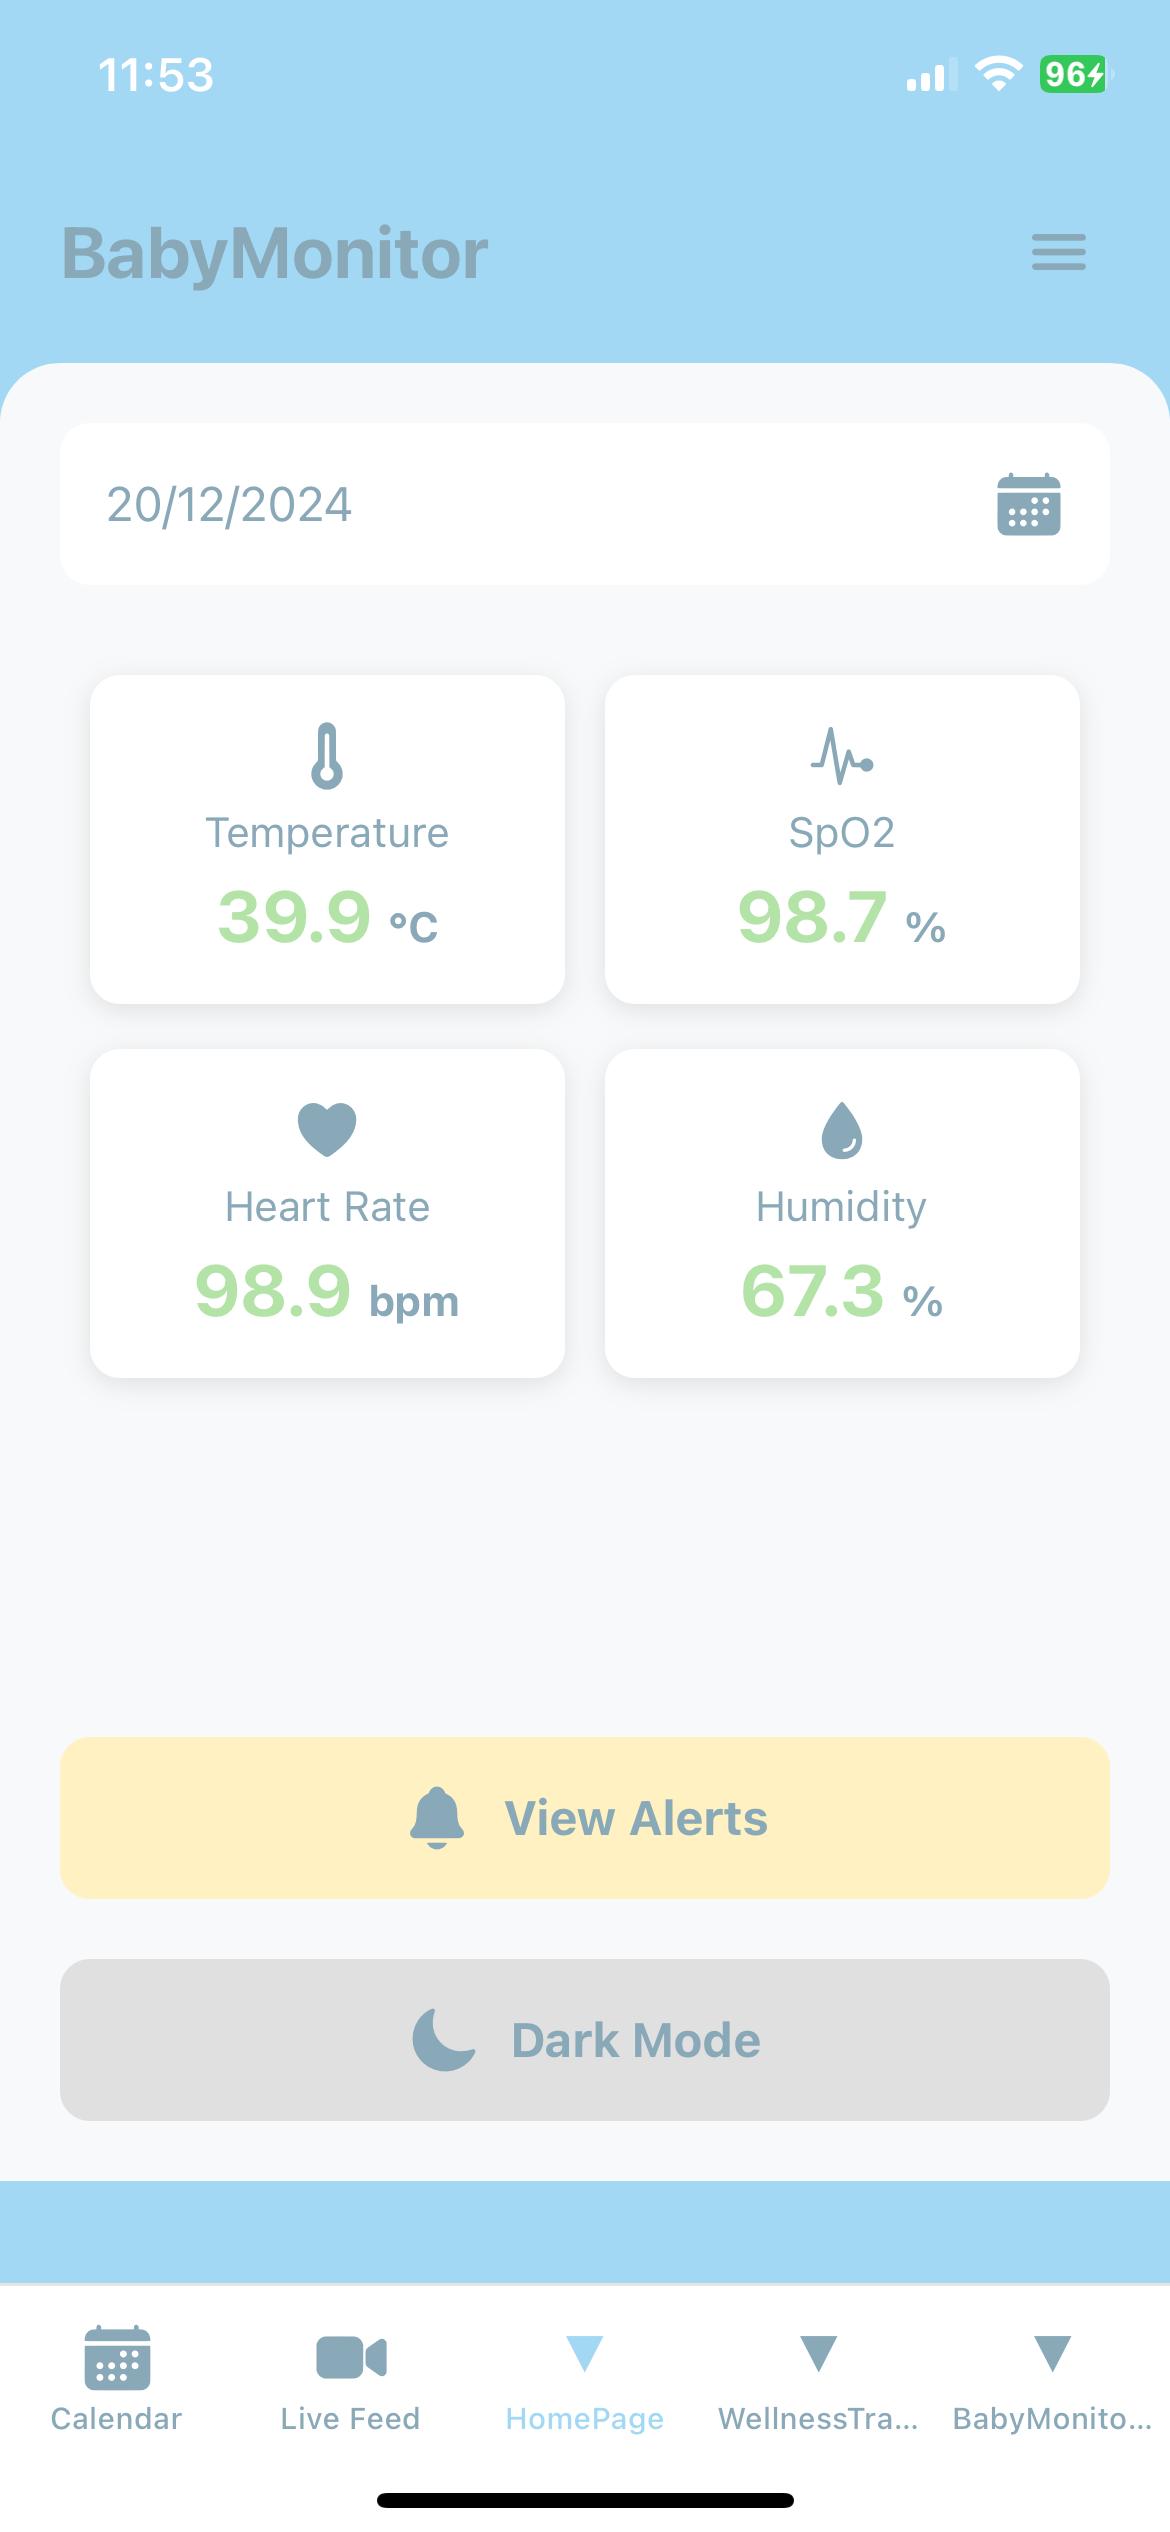 11:53
96
BabyMonitor
20/12/2024
Temperature
39.9 °C
SpO2
98.7 %
Heart Rate
98.9 bpm
Humidity
67.3 %
View Alerts
Dark Mode
Calendar
Live Feed
HomePage
WellnessTra...
BabyMonito...